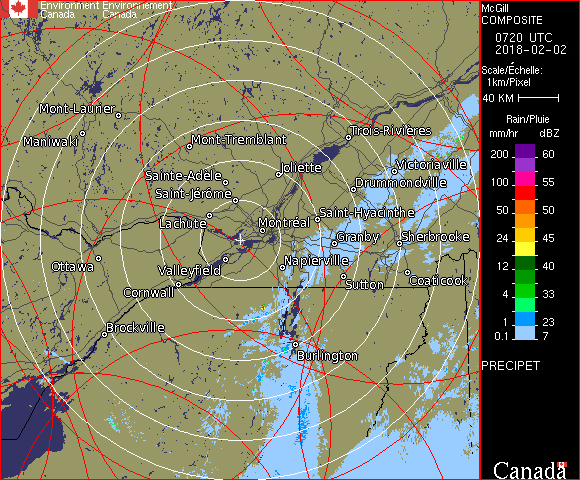 Environment Environnement
Canada Canada
McGill
COMPOSITE
0720 UTC
2018-02-02
Scale/Échelle:
1km/Pixel
40 KM
Rain/Pluie
mm/hr dBZ
200 60
150 57
100 55
50 50
24 45
12 40
4 33
1 23
0.1 7
PRECIPET
Canada
Mont-Laurier
Maniwaki
Mont-Tremblant
Trois-Rivières
Sainte-Adèle
Joliette
Victoriaville
Saint-Jérôme
Drummondville
Lachute
Montréal
Saint-Hyacinthe
Granby
Sherbrooke
Ottawa
Valleyfield
Napierville
Cornwall
Sutton
Coaticook
Brockville
Burlington